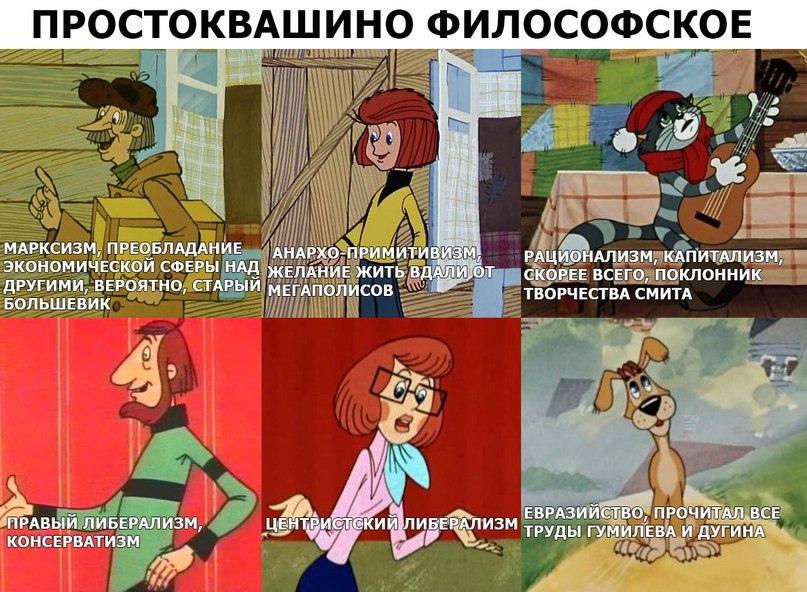 ПРОСТОКВАШИНО ФИЛОСОФСКОЕ
МАРКСИЗМ, ПРЕОБЛАДАНИЕ
ЭКОНОМИЧЕСКОЙ СФЕРЫ НАД
ДРУГИМИ, ВЕРОЯТНО, СТАРЫЙ
БОЛЬШЕВИК
АНАРХО-ПРИМИТИВИЗМ,
ЖЕЛАНИЕ ЖИТЬ ВДАЛИ ОТ
МЕГАПОЛИСОВ
РАЦИОНАЛИЗМ, КАПИТАЛИЗМ,
СКОРЕЕ ВСЕГО, ПОКЛОННИК
ТВОРЧЕСТВА СМИТА
ПРАВЫЙ ЛИБЕРАЛИЗМ,
КОНСЕРВАТИЗМ
ЦЕНТРИСТСКИЙ ЛИБЕРАЛИЗМ
ЕВРАЗИЙСТВО, ПРОЧИТАЛ ВСЕ
ТРУДЫ ГУМИЛЕВА И ДУГИНА